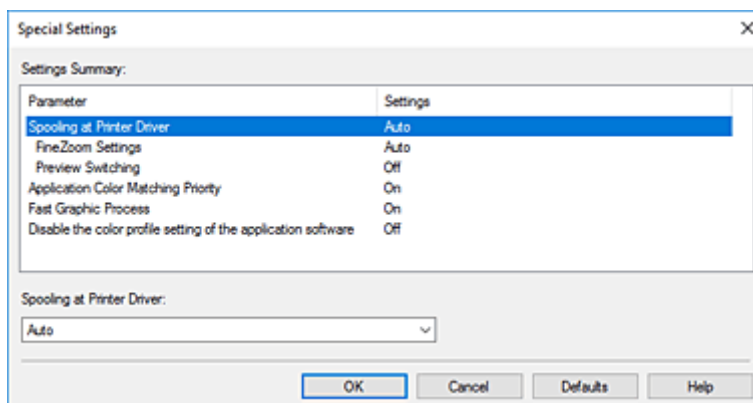 Special Settings
Settings Summary:
Parameter Settings
Spooling at Printer Driver Auto
FineZoom Settings Auto
Preview Switching Off
Application Color Matching Priority On
Fast Graphic Process On
Disable the color profile setting of the application software Off
Spooling at Printer Driver:
Auto
OK Cancel Defaults Help